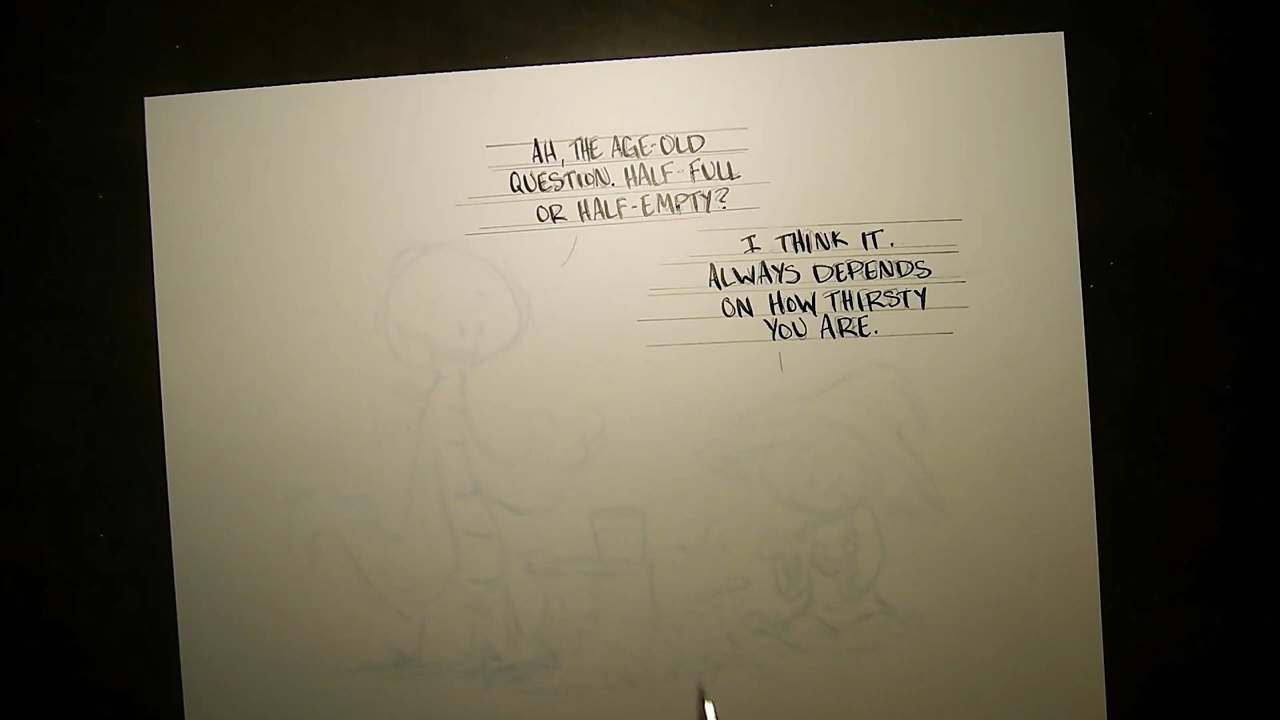 AH, THE AGE-OLD
QUESTION. HALF-FULL
OR HALF-EMPTY?
I THINK IT.
ALWAYS DEPENDS
ON HOW THIRSTY
YOU ARE.